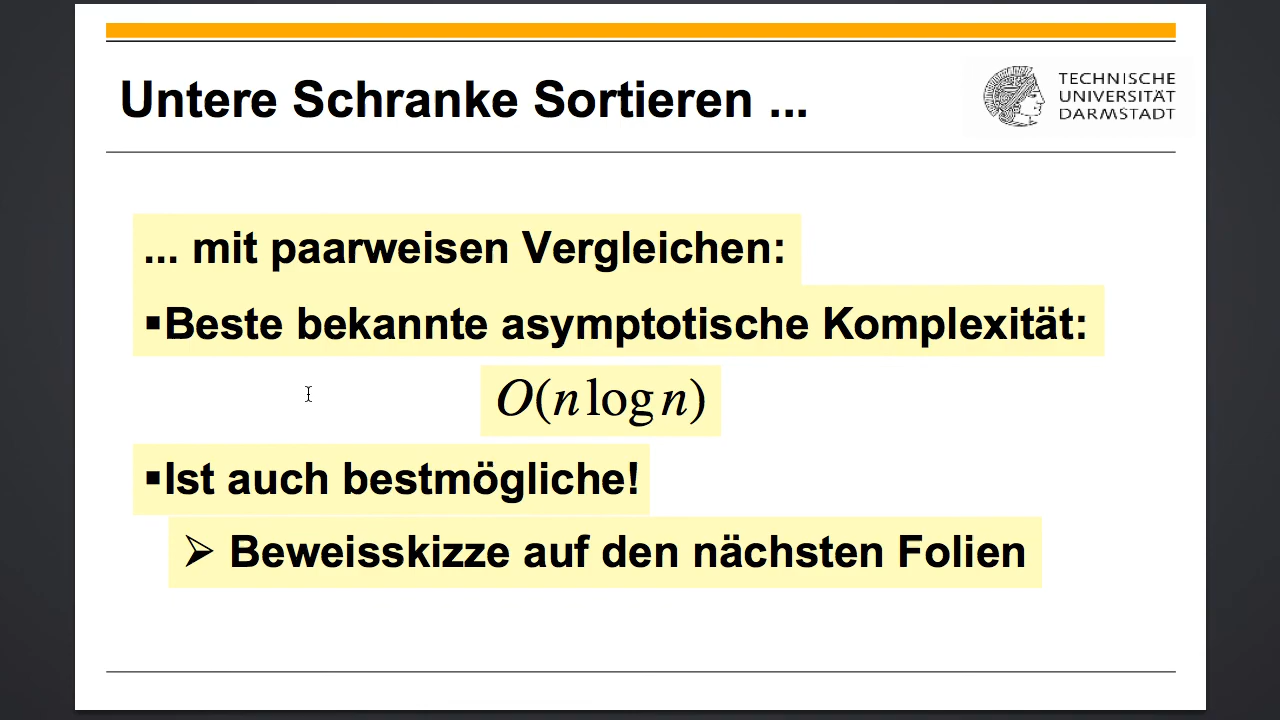 Untere Schranke Sortieren ...
TECHNISCHE
UNIVERSITÄT
DARMSTADT
... mit paarweisen Vergleichen:
▪Beste bekannte asymptotische Komplexität:
O(n log n)
▪Ist auch bestmögliche!
➢ Beweisskizze auf den nächsten Folien